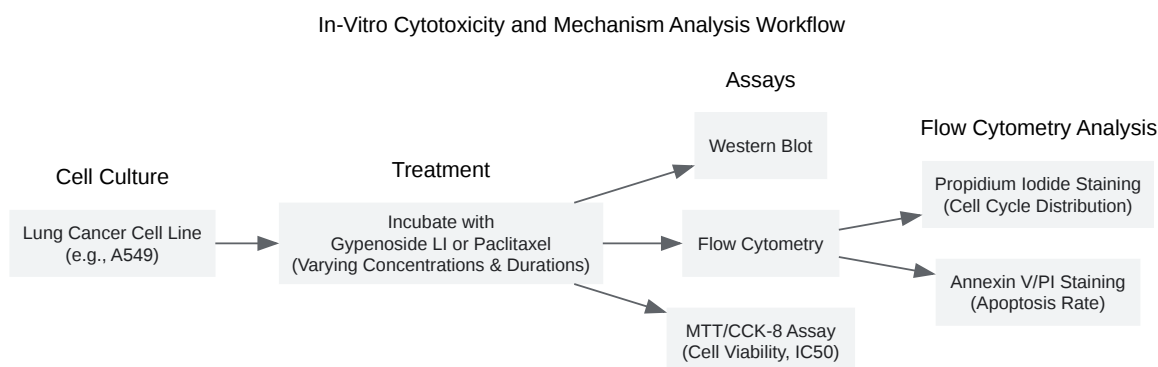 In-Vitro Cytotoxicity and Mechanism Analysis Workflow
Cell Culture
Lung Cancer Cell Line
(e.g., A549)
Treatment
Incubate with
Gypenoside LI or Paclitaxel
(Varying Concentrations & Durations)
Assays
Western Blot
Flow Cytometry
MTT/CCK-8 Assay
(Cell Viability, IC50)
Flow Cytometry Analysis
Propidium Iodide Staining
(Cell Cycle Distribution)
Annexin V/PI Staining
(Apoptosis Rate)